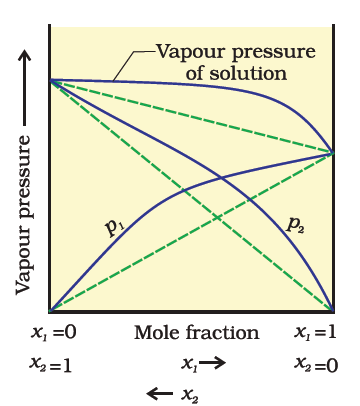 Vapour pressure
of solution
Vapour pressure
p₁
p₂
x₁ =0 Mole fraction x₁ =1
x₂ =1 x₁→ x₂ =0
← x₂